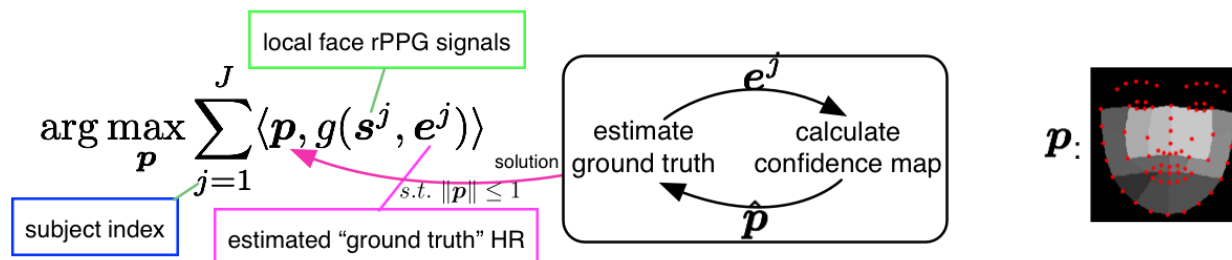 local face rPPG signals
arg max_p ∑_{j=1}^{J} ⟨p, g(s^j, e^j)⟩
s.t. ‖p‖ ≤ 1
solution
subject index
estimated “ground truth” HR
e^j
estimate
ground truth
calculate
confidence map
p̂
p: